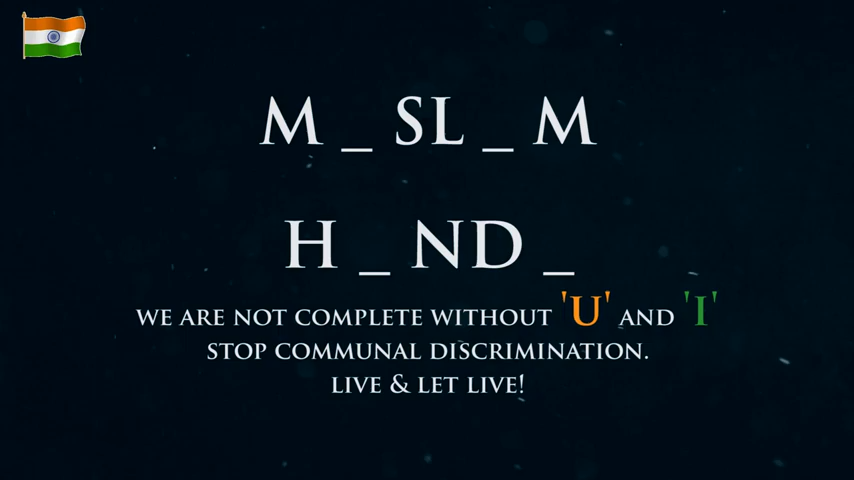 M _ SL _ M
H _ ND _
WE ARE NOT COMPLETE WITHOUT 'U' AND 'I'
STOP COMMUNAL DISCRIMINATION.
LIVE & LET LIVE!